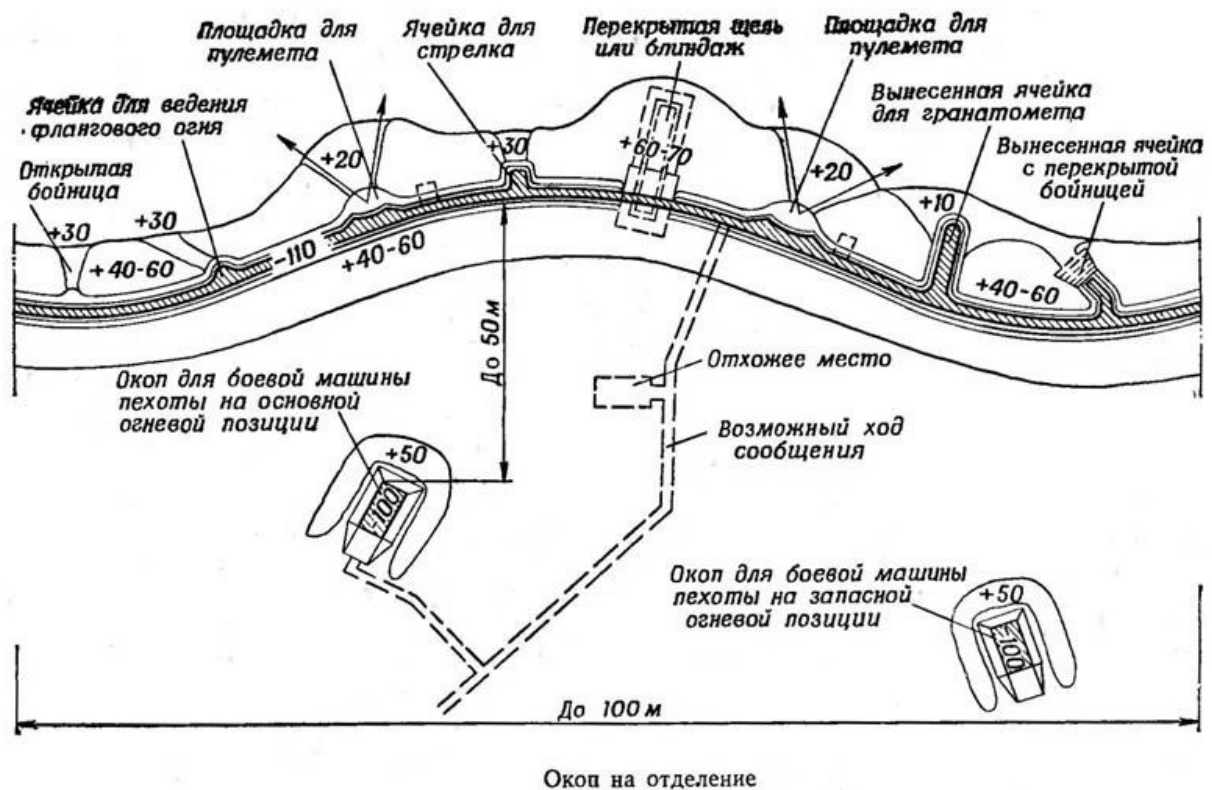 Площадка для
пулемета
Ячейка для
стрелка
Перекрытая щель
или блиндаж
Площадка для
пулемета
Ячейка для ведения
флангового огня
Вынесенная ячейка
для гранатомета
Открытая
бойница
Вынесенная ячейка
с перекрытой
бойницей
+20
+30
+60-70
+20
+10
+30
+30
+40-60
-110
+40-60
+40-60
До 50м
Отхожее место
Окоп для боевой машины
пехоты на основной
огневой позиции
Возможный ход
сообщения
+50
-100
Окоп для боевой машины
пехоты на запасной
огневой позиции
+50
-100
До 100 м
Окоп на отделение